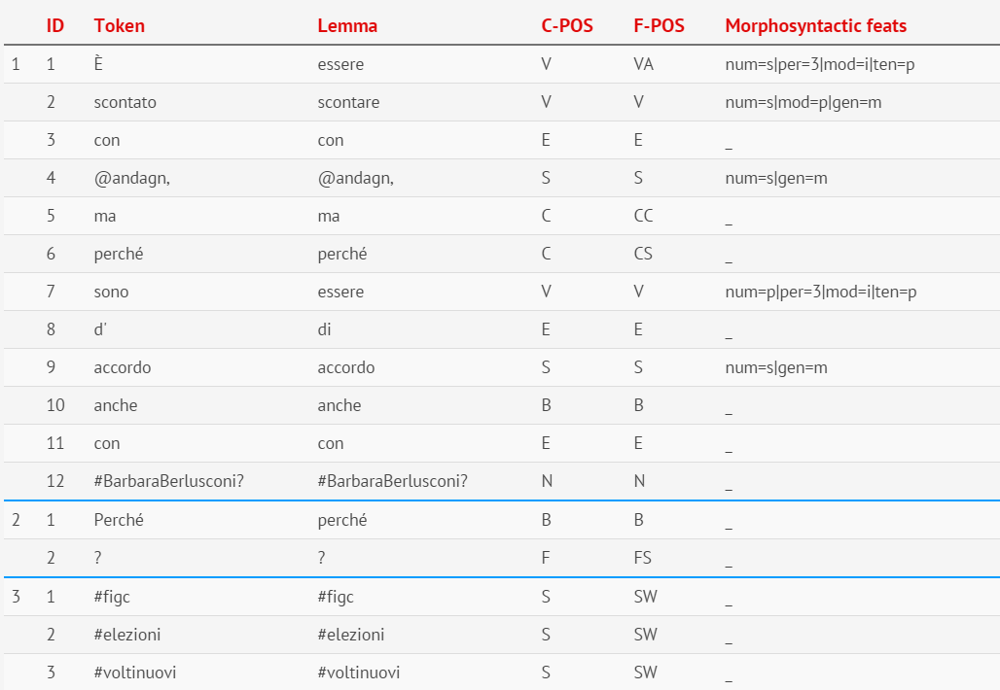 ID Token Lemma C-POS F-POS Morphosyntactic feats
1 1 È essere V VA num=s|per=3|mod=i|ten=p
2 scontato scontare V V num=s|mod=p|gen=m
3 con con E E _
4 @andagn, @andagn, S S num=s|gen=m
5 ma ma C CC _
6 perché perché C CS _
7 sono essere V V num=p|per=3|mod=i|ten=p
8 d' di E E _
9 accordo accordo S S num=s|gen=m
10 anche anche B B _
11 con con E E _
12 #BarbaraBerlusconi? #BarbaraBerlusconi? N N _
2 1 Perché perché B B _
2 ? ? F FS _
3 1 #figc #figc S SW _
2 #elezioni #elezioni S SW _
3 #voltinuovi #voltinuovi S SW _